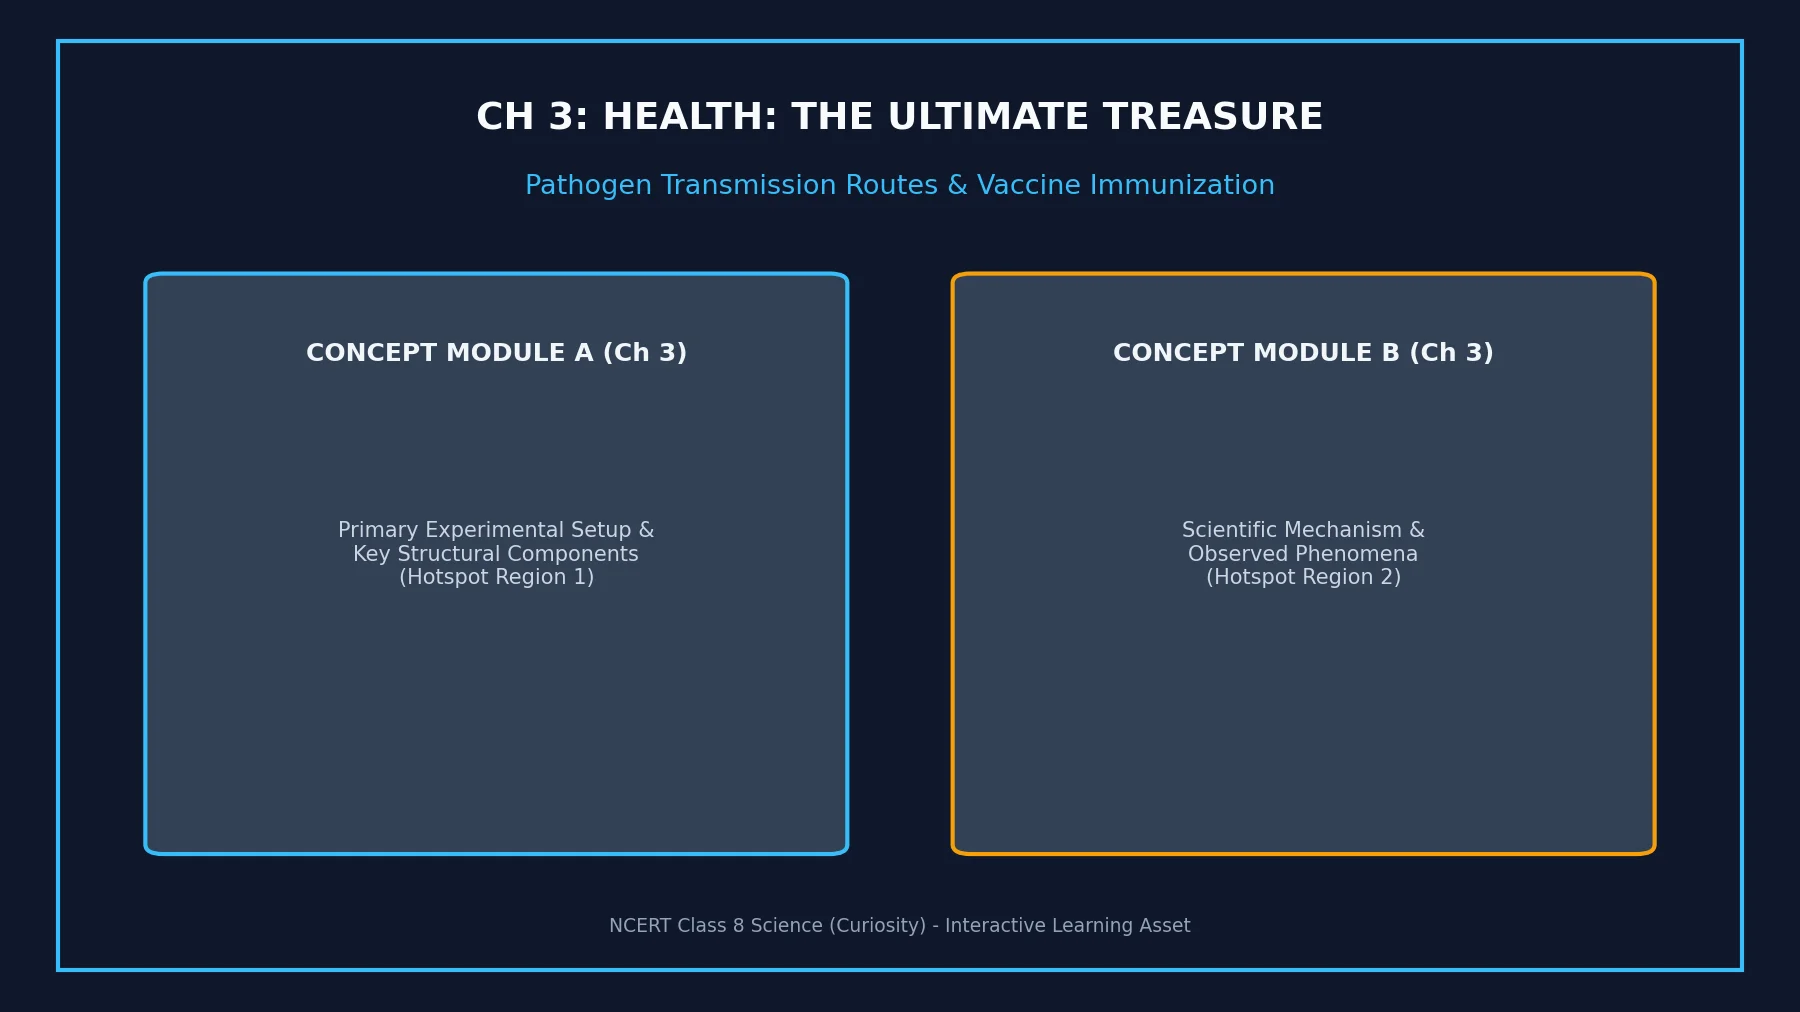 CH 3: HEALTH: THE ULTIMATE TREASURE
Pathogen Transmission Routes & Vaccine Immunization
CONCEPT MODULE A (Ch 3)
Primary Experimental Setup &
Key Structural Components
(Hotspot Region 1)
CONCEPT MODULE B (Ch 3)
Scientific Mechanism &
Observed Phenomena
(Hotspot Region 2)
NCERT Class 8 Science (Curiosity) - Interactive Learning Asset